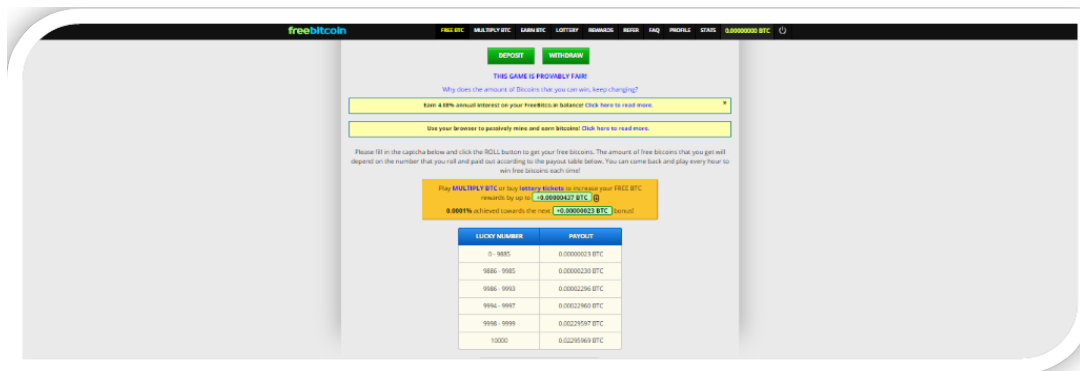 freebitcoin FREE BTC MULTIPLY BTC EARN BTC LOTTERY REWARDS REFER FAQ PROFILE STATS 0.00000000 BTC
DEPOSIT WITHDRAW
THIS GAME IS PROVABLY FAIR!
Why does the amount of Bitcoins that you can win, keep changing?
Earn 4.08% annual interest on your FreeBitco.in balance! Click here to read more. ×
Use your browser to passively mine and earn bitcoins! Click here to read more.
Please fill in the captcha below and click the ROLL button to get your free bitcoins. The amount of free bitcoins that you get will
depend on the number that you roll and paid out according to the payout table below. You can come back and play every hour to
win free bitcoins each time!
Play MULTIPLY BTC or buy lottery tickets to increase your FREE BTC
rewards by up to +0.00000437 BTC
0.0001% achieved towards the next +0.00000023 BTC bonus!
LUCKY NUMBER PAYOUT
0 - 9885 0.00000023 BTC
9886 - 9985 0.00000230 BTC
9986 - 9993 0.00002296 BTC
9994 - 9997 0.00022960 BTC
9998 - 9999 0.00229597 BTC
10000 0.02295969 BTC